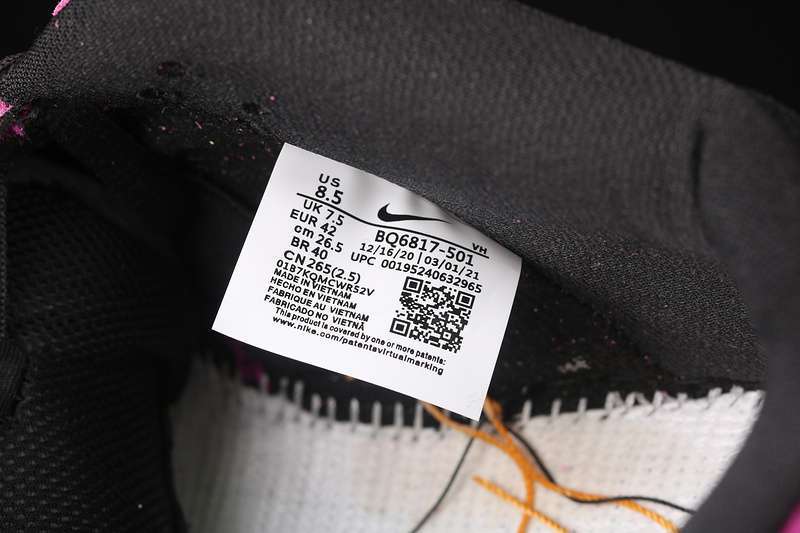 US
8.5
UK 7.5
EUR 42
cm 26.5
BR 40
CN 265(2.5)
BQ6817-501
VH
12/16/20 | 03/01/21
UPC 00195240632965
01B7KQMCWR52V
MADE IN VIETNAM
HECHO EN VIETNAM
FABRIQUE AU VIETNAM
FABRICADO NO VIETNÃ
This product is covered by one or more patents:
www.nike.com/patentsvirtualmarking